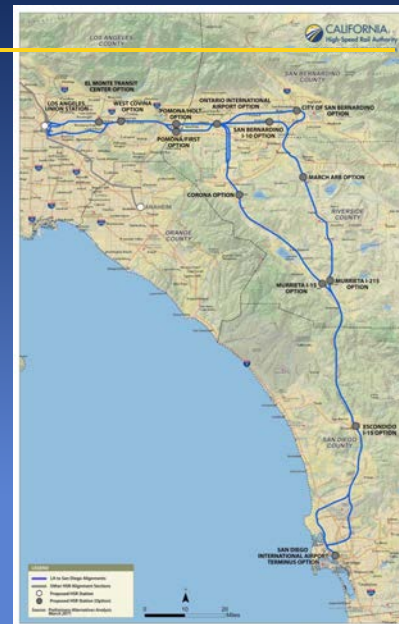 CALIFORNIA
High-Speed Rail Authority
LOS ANGELES
COUNTY
SAN BERNARDINO
COUNTY
EL MONTE TRANSIT
CENTER OPTION
LOS ANGELES
UNION STATION
WEST COVINA
OPTION
POMONA/HOLT
OPTION
ONTARIO INTERNATIONAL
AIRPORT OPTION
CITY OF SAN BERNARDINO
OPTION
POMONA/FIRST
OPTION
SAN BERNARDINO
I-10 OPTION
MARCH ARB OPTION
CORONA OPTION
ANAHEIM
RIVERSIDE
COUNTY
ORANGE
COUNTY
MURRIETA I-15
OPTION
MURRIETA I-215
OPTION
ESCONDIDO
I-15 OPTION
SAN DIEGO
COUNTY
SAN DIEGO
INTERNATIONAL AIRPORT
TERMINUS OPTION
LEGEND
LA to San Diego Alignments
Other HSR Alignment Sections
Proposed HSR Station
Proposed HSR Station (Option)
Source: Preliminary Alternatives Analysis
March 2011
0 10 20
Miles